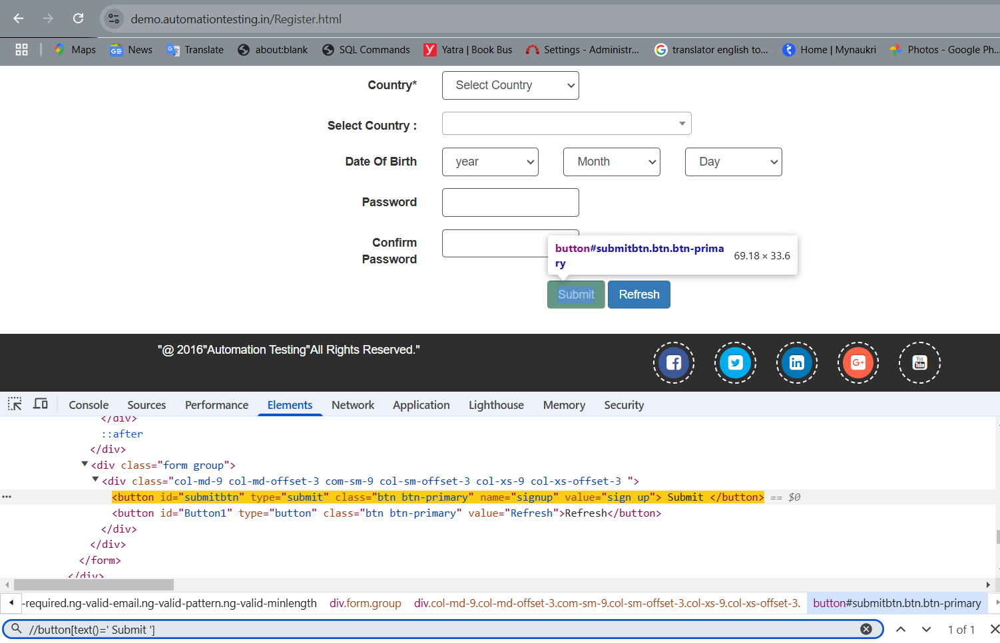 demo.automationtesting.in/Register.html
Maps News Translate about:blank SQL Commands Yatra | Book Bus Settings - Administr... translator english to... Home | Mynaukri Photos - Google Ph...
Country* Select Country
Select Country :
Date Of Birth year Month Day
Password
Confirm
Password
button#submitbtn.btn.btn-prima
ry
69.18 × 33.6
Submit Refresh
"@ 2016"Automation Testing"All Rights Reserved."
Console Sources Performance Elements Network Application Lighthouse Memory Security
</div>
::after
</div>
<div class="form group">
<div class="col-md-9 col-md-offset-3 com-sm-9 col-sm-offset-3 col-xs-9 col-xs-offset-3 ">
<button id="submitbtn" type="submit" class="btn btn-primary" name="signup" value="sign up"> Submit </button> == $0
<button id="Button1" type="button" class="btn btn-primary" value="Refresh">Refresh</button>
</div>
</div>
</form>
</div>
-required.ng-valid-email.ng-valid-pattern.ng-valid-minlength div.form.group div.col-md-9.col-md-offset-3.com-sm-9.col-sm-offset-3.col-xs-9.col-xs-offset-3. button#submitbtn.btn.btn-primary
//button[text()=' Submit '] 1 of 1